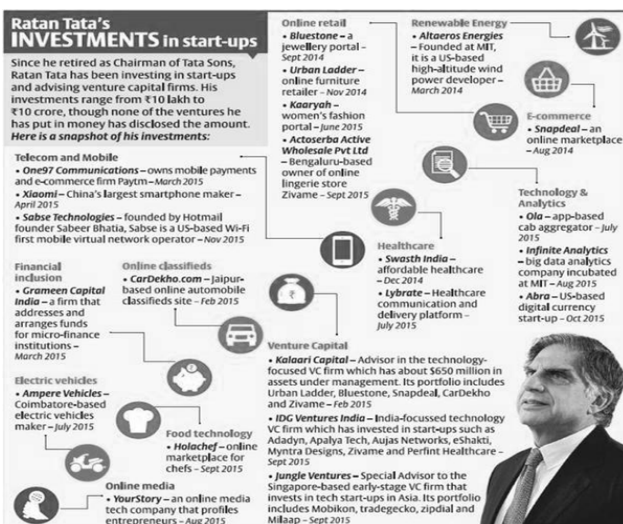 Ratan Tata's
INVESTMENTS in start-ups
Since he retired as Chairman of Tata Sons,
Ratan Tata has been investing in start-ups
and advising venture capital firms. His
investments range from ₹10 lakh to
₹10 crore, though none of the ventures he
has put in money has disclosed the amount.
Here is a snapshot of his investments:
Telecom and Mobile
• One97 Communications – owns mobile payments
and e-commerce firm Paytm – March 2015
• Xiaomi – China's largest smartphone maker –
April 2015
• Sabse Technologies – founded by Hotmail
founder Sabeer Bhatia, Sabse is a US-based Wi-Fi
first mobile virtual network operator – Nov 2015
Financial
inclusion
• Grameen Capital
India – a firm that
addresses and
arranges funds
for micro-finance
institutions –
March 2015
Online classifieds
• CarDekho.com – Jaipur-
based online automobile
classifieds site – Feb 2015
Electric vehicles
• Ampere Vehicles –
Coimbatore-based
electric vehicles
maker – July 2015
Food technology
• Holachef – online
marketplace for
chefs – Sept 2015
Online media
• YourStory – an online media
tech company that profiles
entrepreneurs – Aug 2015
Online retail
• Bluestone – a
jewellery portal –
Sept 2014
• Urban Ladder –
online furniture
retailer – Nov 2014
• Kaaryah –
women's fashion
portal – June 2015
• Actoserba Active
Wholesale Pvt Ltd
– Bengaluru-based
owner of online
lingerie store
Zivame – Sept 2015
Healthcare
• Swasth India –
affordable healthcare
– Dec 2014
• Lybrate – Healthcare
communication and
delivery platform –
July 2015
Venture Capital
• Kalaari Capital – Advisor in the technology-
focused VC firm which has about $650 million in
assets under management. Its portfolio includes
Urban Ladder, Bluestone, Snapdeal, CarDekho
and Zivame – Feb 2015
• IDG Ventures India – India-focussed technology
VC firm which has invested in start-ups such as
Adadyn, Apalya Tech, Aujas Networks, eShakti,
Myntra Designs, Zivame and Perfint Healthcare –
Sept 2015
• Jungle Ventures – Special Advisor to the
Singapore-based early-stage VC firm that
invests in tech start-ups in Asia. Its portfolio
includes Mobikon, tradegecko, zipdial and
Milaap – Sept 2015
Renewable Energy
• Altaeros Energies
– Founded at MIT,
it is a US-based
high-altitude wind
power developer –
March 2014
E-commerce
• Snapdeal – an
online marketplace
– Aug 2014
Technology &
Analytics
• Ola – app-based
cab aggregator – July
2015
• Infinite Analytics
– big data analytics
company incubated
at MIT – Aug 2015
• Abra – US-based
digital currency
start-up – Oct 2015
₹